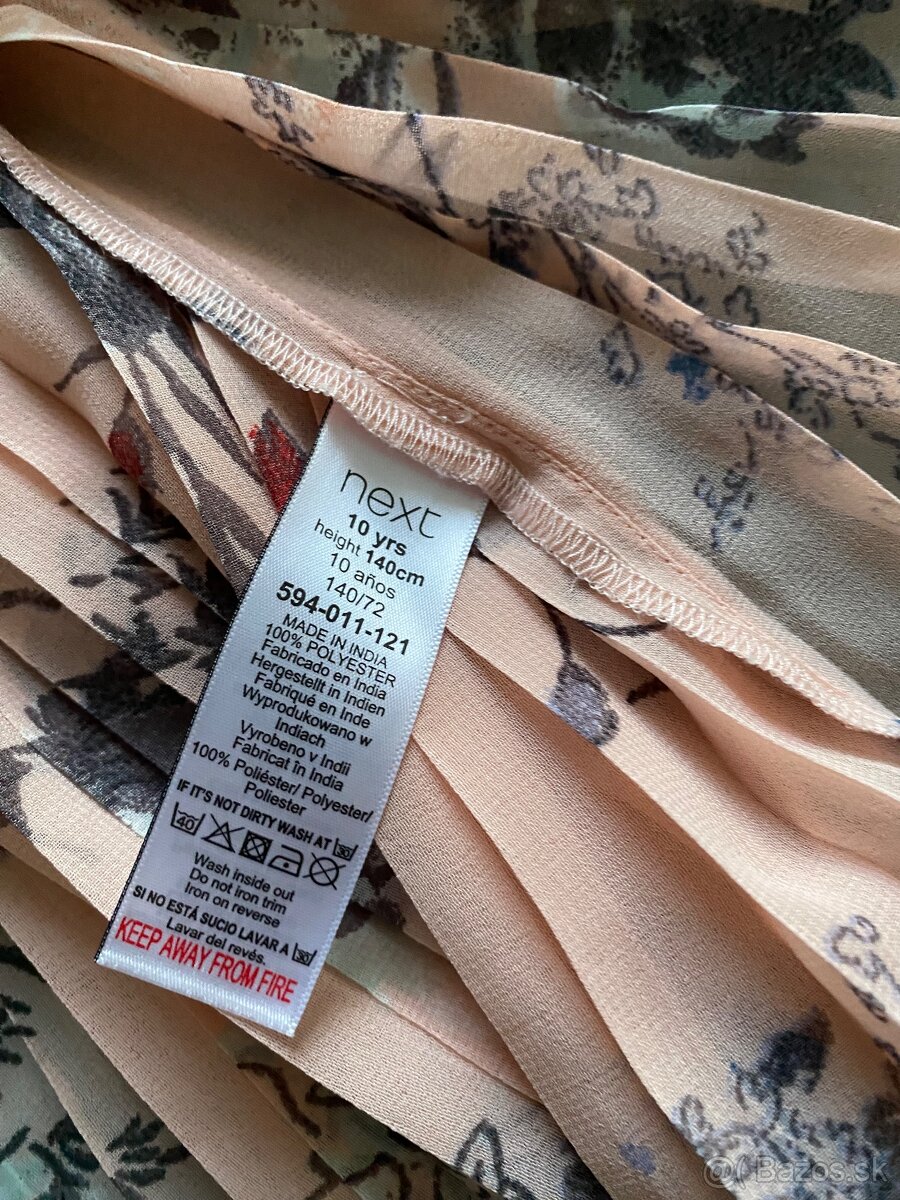 next
10 yrs
height 140cm
10 años
140/72
594-011-121
MADE IN INDIA
100% POLYESTER
Fabricado en India
Hergestellt in Indien
Fabriqué en Inde
Wyprodukowano w
Indiach
Vyrobeno v Indii
Fabricat în India
100% Poliéster/ Polyester/
Poliester
IF IT'S NOT DIRTY WASH AT 30
40
Wash inside out
Do not iron trim
Iron on reverse
SI NO ESTÁ SUCIO LAVAR A 30
Lavar del revés.
KEEP AWAY FROM FIRE
Bazos.sk